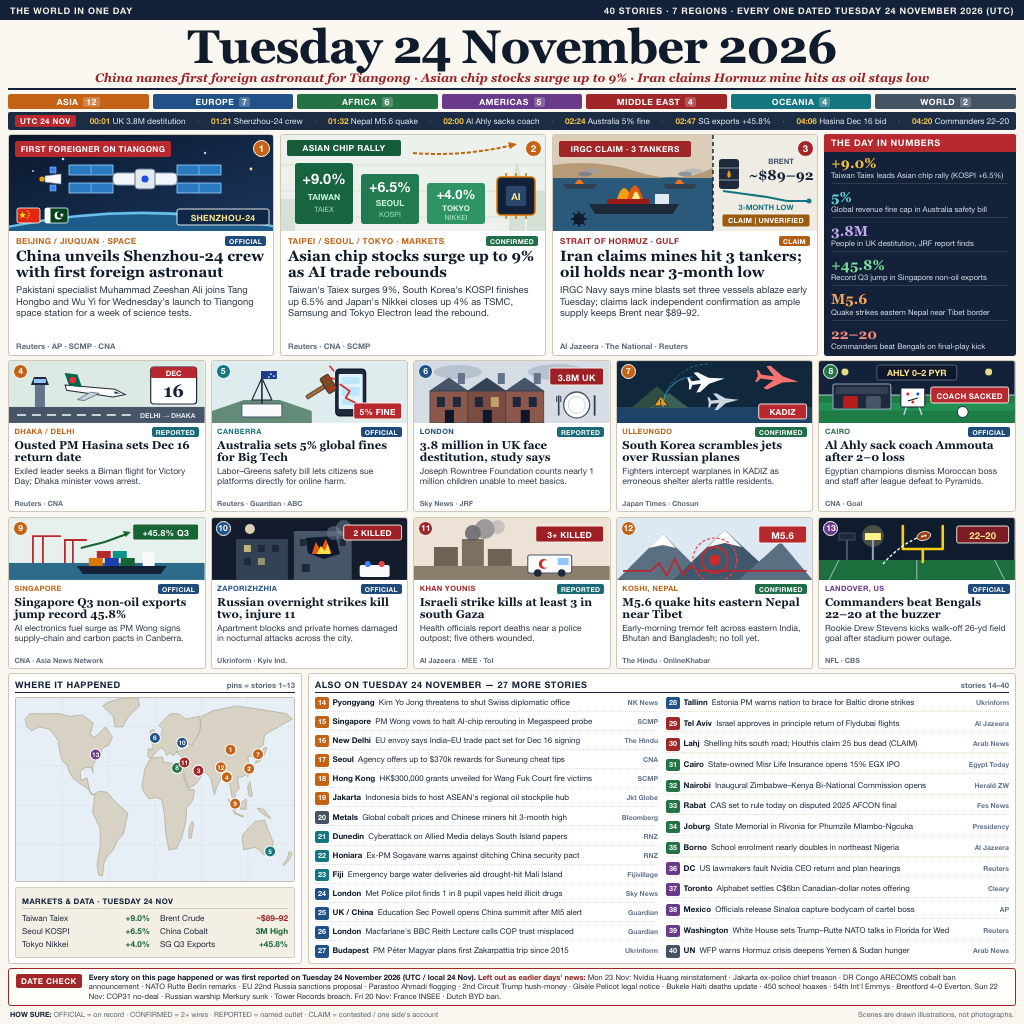 THE WORLD IN ONE DAY
40 STORIES · 7 REGIONS · EVERY ONE DATED TUESDAY 24 NOVEMBER 2026 (UTC)
Tuesday 24 November 2026
China names first foreign astronaut for Tiangong · Asian chip stocks surge up to 9% · Iran claims Hormuz mine hits as oil stays low
ASIA 12
EUROPE 7
AFRICA 6
AMERICAS 5
MIDDLE EAST 4
OCEANIA 4
WORLD 2
UTC 24 NOV 00:01 UK 3.8M destitution · 01:21 Shenzhou-24 crew · 01:32 Nepal M5.6 quake · 02:00 Al Ahly sacks coach · 02:24 Australia 5% fine · 02:47 SG exports +45.8% · 04:06 Hasina Dec 16 bid · 04:20 Commanders 22–20
FIRST FOREIGNER ON TIANGONG
1
SHENZHOU-24
BEIJING / JIUQUAN · SPACE
OFFICIAL
China unveils Shenzhou-24 crew
with first foreign astronaut
Pakistani specialist Muhammad Zeeshan Ali joins Tang
Hongbo and Wu Yi for Wednesday's launch to Tiangong
space station for a week of science tests.
Reuters · AP · SCMP · CNA
ASIAN CHIP RALLY
2
+9.0%
TAIWAN
TAIEX
+6.5%
SEOUL
KOSPI
+4.0%
TOKYO
NIKKEI
AI
TAIPEI / SEOUL / TOKYO · MARKETS
CONFIRMED
Asian chip stocks surge up to 9%
as AI trade rebounds
Taiwan's Taiex surges 9%, South Korea's KOSPI finishes
up 6.5% and Japan's Nikkei closes up 4% as TSMC,
Samsung and Tokyo Electron lead the rebound.
Reuters · CNA · SCMP
IRGC CLAIM · 3 TANKERS
3
BRENT
~$89–92
3-MONTH LOW
CLAIM | UNVERIFIED
STRAIT OF HORMUZ · GULF
CLAIM
Iran claims mines hit 3 tankers;
oil holds near 3-month low
IRGC Navy says mine blasts set three vessels ablaze early
Tuesday; claims lack independent confirmation as ample
supply keeps Brent near $89–92.
Al Jazeera · The National · Reuters
THE DAY IN NUMBERS
+9.0%
Taiwan Taiex leads Asian chip rally (KOSPI +6.5%)
5%
Global revenue fine cap in Australia safety bill
3.8M
People in UK destitution, JRF report finds
+45.8%
Record Q3 jump in Singapore non-oil exports
M5.6
Quake strikes eastern Nepal near Tibet border
22–20
Commanders beat Bengals on final-play kick
4
DEC
16
DELHI → DHAKA
DHAKA / DELHI
REPORTED
Ousted PM Hasina sets Dec 16
return date
Exiled leader seeks a Biman flight for Victory
Day; Dhaka minister vows arrest.
Reuters · CNA
5
5% FINE
CANBERRA
OFFICIAL
Australia sets 5% global fines
for Big Tech
Labor–Greens safety bill lets citizens sue
platforms directly for online harm.
Reuters · Guardian · ABC
6
3.8M UK
LONDON
REPORTED
3.8 million in UK face
destitution, study says
Joseph Rowntree Foundation counts nearly 1
million children unable to meet basics.
Sky News · JRF
7
KADIZ
ULLEUNGDO
CONFIRMED
South Korea scrambles jets
over Russian planes
Fighters intercept warplanes in KADIZ as
erroneous shelter alerts rattle residents.
Japan Times · Chosun
8
AHLY 0–2 PYR
COACH SACKED
CAIRO
OFFICIAL
Al Ahly sack coach Ammouta
after 2–0 loss
Egyptian champions dismiss Moroccan boss
and staff after league defeat to Pyramids.
CNA · Goal
9
+45.8% Q3
SINGAPORE
OFFICIAL
Singapore Q3 non-oil exports
jump record 45.8%
AI electronics fuel surge as PM Wong signs
supply-chain and carbon pacts in Canberra.
CNA · Asia News Network
10
2 KILLED
ZAPORIZHZHIA
OFFICIAL
Russian overnight strikes kill
two, injure 11
Apartment blocks and private homes damaged
in nocturnal attacks across the city.
Ukrinform · Kyiv Ind.
11
3+ KILLED
KHAN YOUNIS
REPORTED
Israeli strike kills at least 3 in
south Gaza
Health officials report deaths near a police
outpost; five others wounded.
Al Jazeera · MEE · ToI
12
M5.6
KOSHI, NEPAL
CONFIRMED
M5.6 quake hits eastern Nepal
near Tibet
Early-morning tremor felt across eastern India,
Bhutan and Bangladesh; no toll yet.
The Hindu · OnlineKhabar
13
22–20
LANDOVER, US
OFFICIAL
Commanders beat Bengals
22–20 at the buzzer
Rookie Drew Stevens kicks walk-off 26-yd field
goal after stadium power outage.
NFL · CBS
WHERE IT HAPPENED
pins = stories 1–13
13
6
10
8
11
3
1
7
12
4
2
9
5
MARKETS & DATA · TUESDAY 24 NOV
Taiwan Taiex +9.0% Brent Crude ~$89–92
Seoul KOSPI +6.5% China Cobalt 3M High
Tokyo Nikkei +4.0% SG Q3 Exports +45.8%
ALSO ON TUESDAY 24 NOVEMBER — 27 MORE STORIES
stories 14–40
14 Pyongyang Kim Yo Jong threatens to shut Swiss diplomatic office NK News
15 Singapore PM Wong vows to halt AI-chip rerouting in Megaspeed probe SCMP
16 New Delhi EU envoy says India–EU trade pact set for Dec 16 signing The Hindu
17 Seoul Agency offers up to $370k rewards for Suneung cheat tips CNA
18 Hong Kong HK$300,000 grants unveiled for Wang Fuk Court fire victims SCMP
19 Jakarta Indonesia bids to host ASEAN's regional oil stockpile hub Jkt Globe
20 Metals Global cobalt prices and Chinese miners hit 3-month high Bloomberg
21 Dunedin Cyberattack on Allied Media delays South Island papers RNZ
22 Honiara Ex-PM Sogavare warns against ditching China security pact RNZ
23 Fiji Emergency barge water deliveries aid drought-hit Mali Island Fijivillage
24 London Met Police pilot finds 1 in 8 pupil vapes held illicit drugs Sky News
25 UK / China Education Sec Powell opens China summit after MI5 alert Guardian
26 London Macfarlane's BBC Reith Lecture calls COP trust misplaced Guardian
27 Budapest PM Péter Magyar plans first Zakarpattia trip since 2015 Ukrinform
28 Tallinn Estonia PM warns nation to brace for Baltic drone strikes Ukrinform
29 Tel Aviv Israel approves in principle return of Flydubai flights Al Jazeera
30 Lahj Shelling hits south road; Houthis claim 25 bus dead (CLAIM) Arab News
31 Cairo State-owned Misr Life Insurance opens 15% EGX IPO Egypt Today
32 Nairobi Inaugural Zimbabwe–Kenya Bi-National Commission opens Herald ZW
33 Rabat CAS set to rule today on disputed 2025 AFCON final Fes News
34 Joburg State Memorial in Rivonia for Phumzile Mlambo-Ngcuka Presidency
35 Borno School enrolment nearly doubles in northeast Nigeria Al Jazeera
36 DC US lawmakers fault Nvidia CEO return and plan hearings Reuters
37 Toronto Alphabet settles C$6bn Canadian-dollar notes offering Cleary
38 Mexico Officials release Sinaloa capture bodycam of cartel boss AP
39 Washington White House sets Trump–Rutte NATO talks in Florida for Wed Reuters
40 UN WFP warns Hormuz crisis deepens Yemen & Sudan hunger Arab News
DATE CHECK
Every story on this page happened or was first reported on Tuesday 24 November 2026 (UTC / local 24 Nov). Left out as earlier days' news: Mon 23 Nov: Nvidia Huang reinstatement · Jakarta ex-police chief treason · DR Congo ARECOMS cobalt ban
announcement · NATO Rutte Berlin remarks · EU 22nd Russia sanctions proposal · Parastoo Ahmadi flogging · 2nd Circuit Trump hush-money · Gisèle Pelicot legal notice · Bukele Haiti deaths update · 450 school hoaxes · 54th Int'l Emmys · Brentford 4–0 Everton. Sun 22
Nov: COP31 no-deal · Russian warship Merkury sunk · Tower Records breach. Fri 20 Nov: France INSEE · Dutch BYD ban.
HOW SURE: OFFICIAL = on record · CONFIRMED = 2+ wires · REPORTED = named outlet · CLAIM = contested / one side's account
Scenes are drawn illustrations, not photographs.